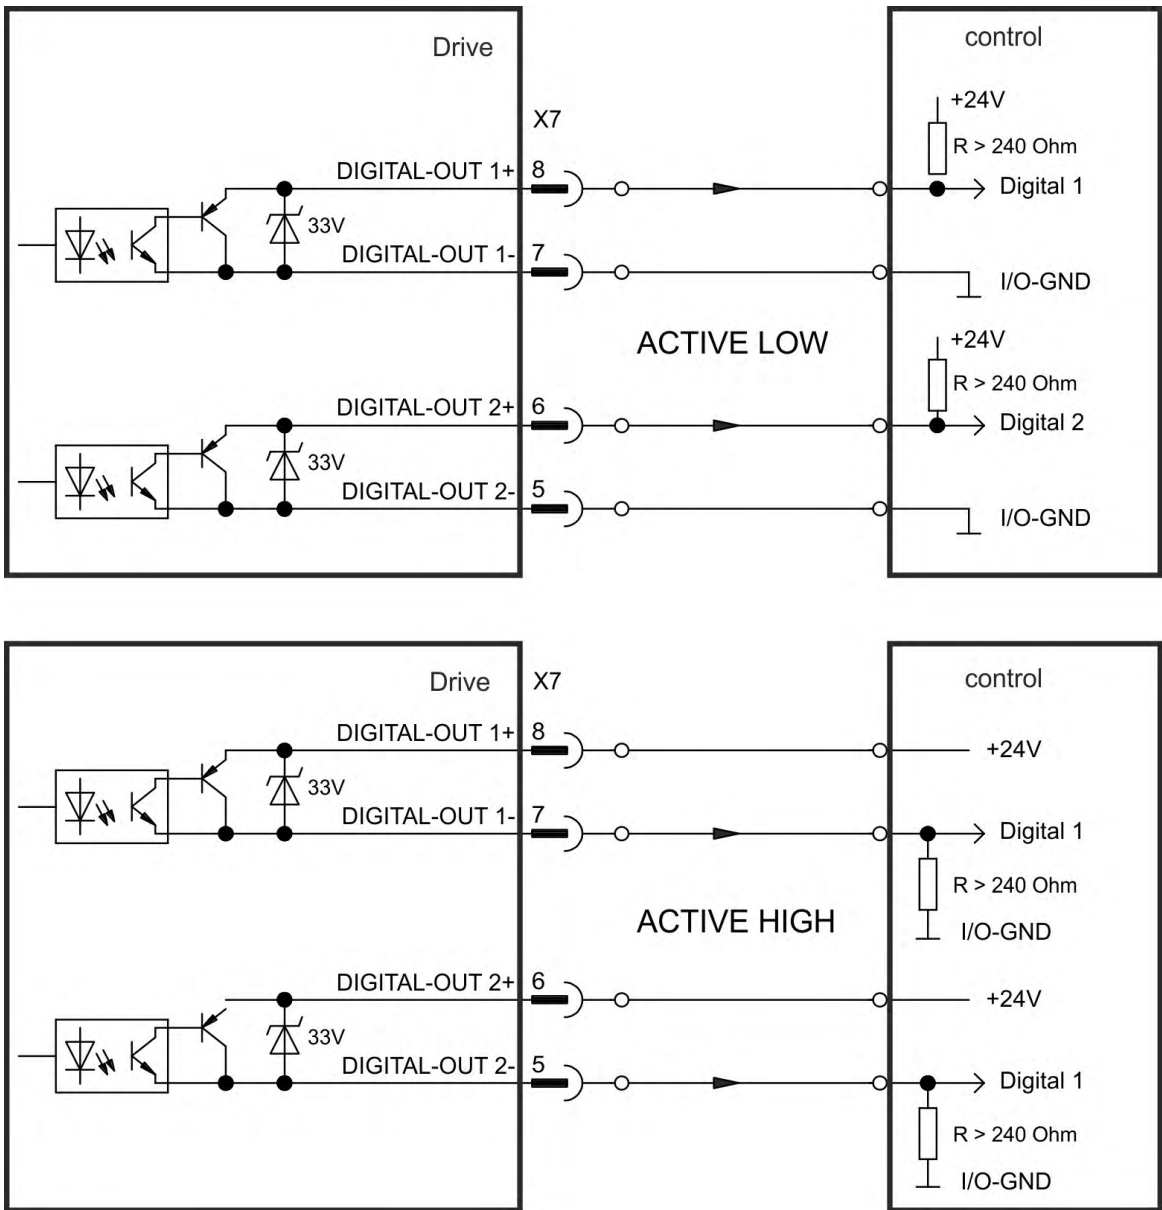 Drive
control
X7
+24V
R > 240 Ohm
DIGITAL-OUT 1+
8
Digital 1
33V
DIGITAL-OUT 1-
7
I/O-GND
ACTIVE LOW
+24V
R > 240 Ohm
DIGITAL-OUT 2+
6
Digital 2
33V
DIGITAL-OUT 2-
5
I/O-GND
Drive
X7
control
DIGITAL-OUT 1+
8
+24V
33V
DIGITAL-OUT 1-
7
Digital 1
R > 240 Ohm
ACTIVE HIGH
I/O-GND
DIGITAL-OUT 2+
6
+24V
33V
DIGITAL-OUT 2-
5
Digital 1
R > 240 Ohm
I/O-GND